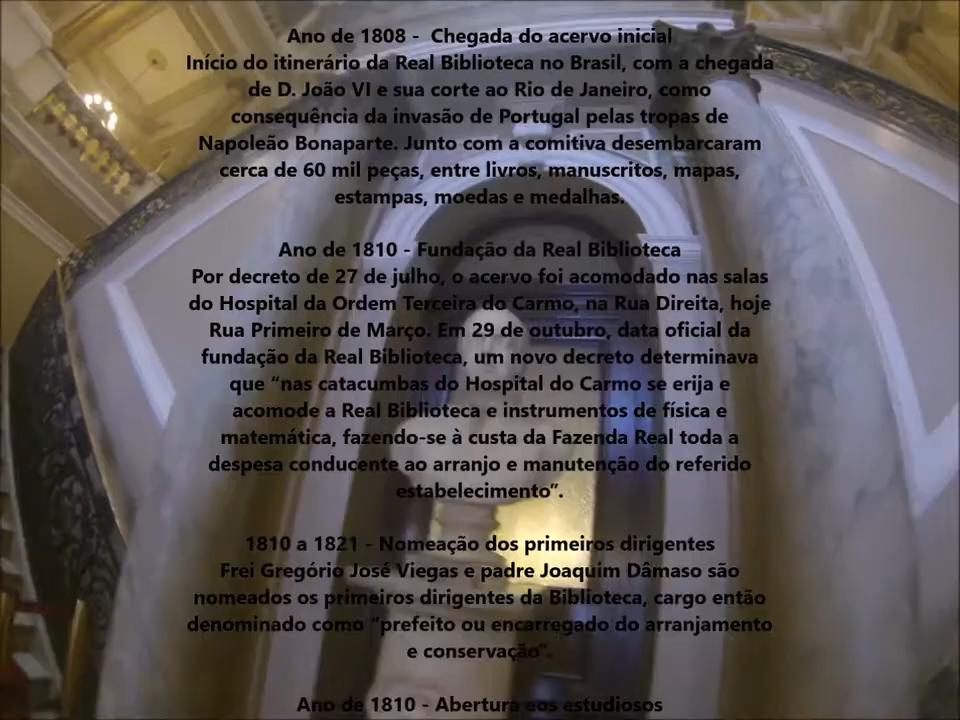 Ano de 1808 -  Chegada do acervo inicial
Início do itinerário da Real Biblioteca no Brasil, com a chegada
de D. João VI e sua corte ao Rio de Janeiro, como
consequência da invasão de Portugal pelas tropas de
Napoleão Bonaparte. Junto com a comitiva desembarcaram
cerca de 60 mil peças, entre livros, manuscritos, mapas,
estampas, moedas e medalhas.
Ano de 1810 - Fundação da Real Biblioteca
Por decreto de 27 de julho, o acervo foi acomodado nas salas
do Hospital da Ordem Terceira do Carmo, na Rua Direita, hoje
Rua Primeiro de Março. Em 29 de outubro, data oficial da
fundação da Real Biblioteca, um novo decreto determinava
que “nas catacumbas do Hospital do Carmo se erija e
acomode a Real Biblioteca e instrumentos de física e
matemática, fazendo-se à custa da Fazenda Real toda a
despesa conducente ao arranjo e manutenção do referido
estabelecimento”.
1810 a 1821 - Nomeação dos primeiros dirigentes
Frei Gregório José Viegas e padre Joaquim Dâmaso são
nomeados os primeiros dirigentes da Biblioteca, cargo então
denominado como “prefeito ou encarregado do arranjamento
e conservação”.
Ano de 1810 - Abertura aos estudiosos